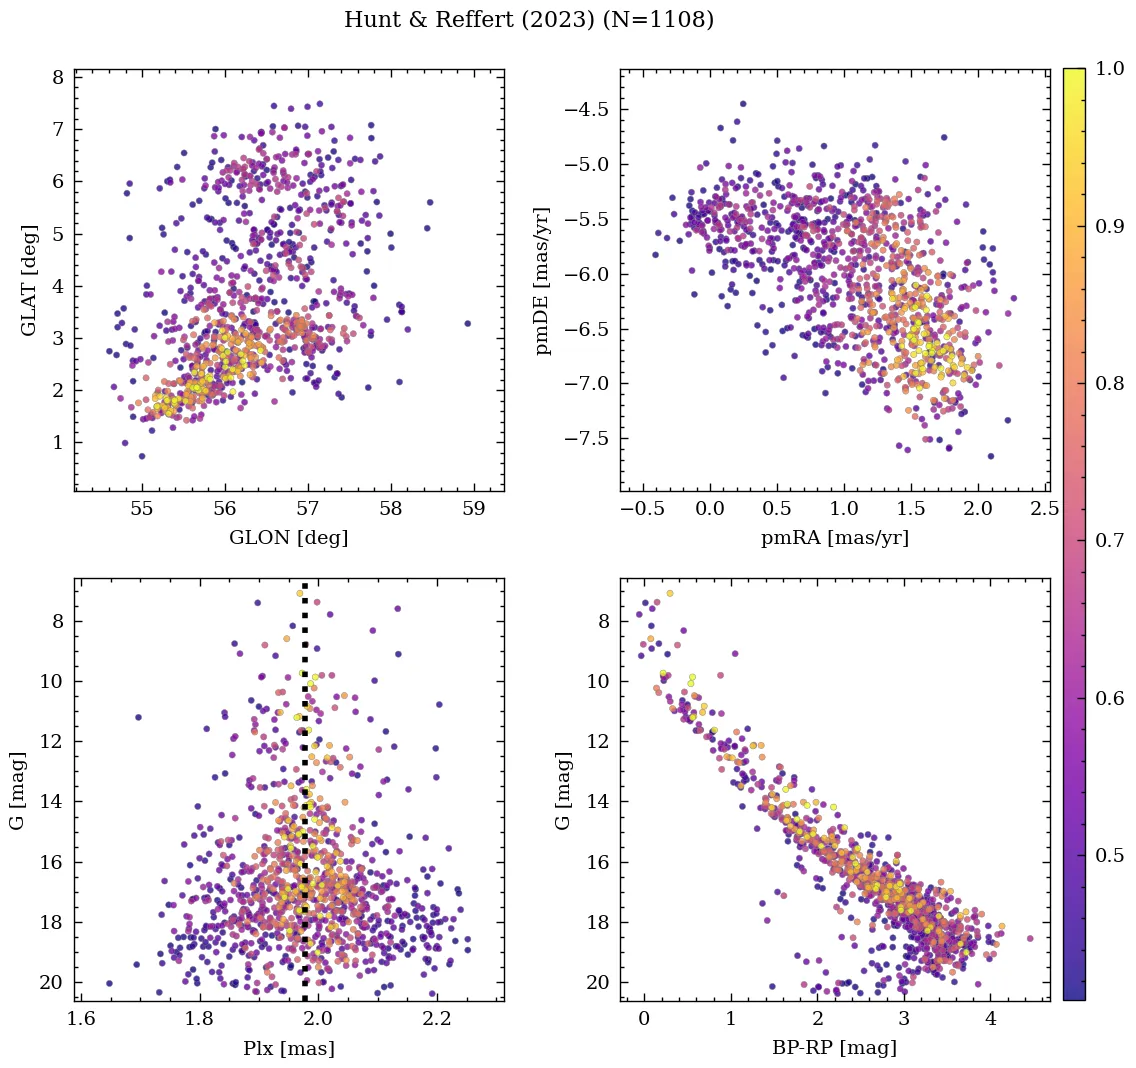 Hunt & Reffert (2023) (N=1108)
8
7
6
5
4
3
2
1
GLAT [deg]
55 56 57 58 59
GLON [deg]
−4.5
−5.0
−5.5
−6.0
−6.5
−7.0
−7.5
pmDE [mas/yr]
−0.5 0.0 0.5 1.0 1.5 2.0 2.5
pmRA [mas/yr]
1.0
0.9
0.8
0.7
0.6
0.5
8
10
12
14
16
18
20
G [mag]
1.6 1.8 2.0 2.2
Plx [mas]
8
10
12
14
16
18
20
G [mag]
0 1 2 3 4
BP-RP [mag]